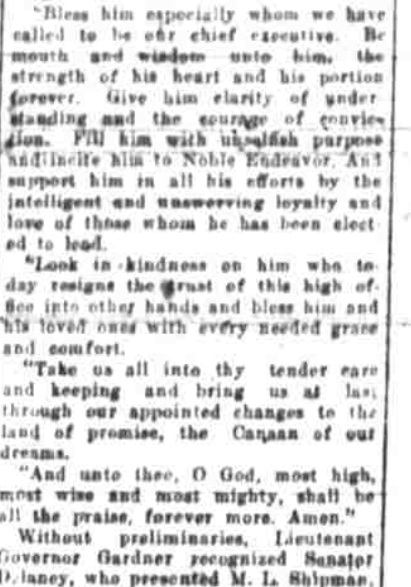 "Bless him especially whom we have
called to be our chief executive. Be
mouth and wisdom unto him, the
strength of his heart and his portion
forever. Give him clarity of under
standing and the courage of convic-
tion. Fill him with unselfish purpose
and incite him to Noble Endeavor. And
support him in all his efforts by the
intelligent and unswerving loyalty and
love of those whom he has been elect
ed to lead.
"Look in kindness on him who to-
day resigns the trust of this high of-
fice into other hands and bless him and
his loved ones with every needed grace
and comfort.
"Take us all into thy tender care
and keeping and bring us at last
through our appointed changes to the
land of promise, the Canaan of our
dreams.
"And unto thee, O God, most high,
most wise and most mighty, shall be
all the praise, forever more. Amen."
Without preliminaries, Lieutenant
Governor Gardner recognized Senator
Delaney, who presented M. L. Shipman,